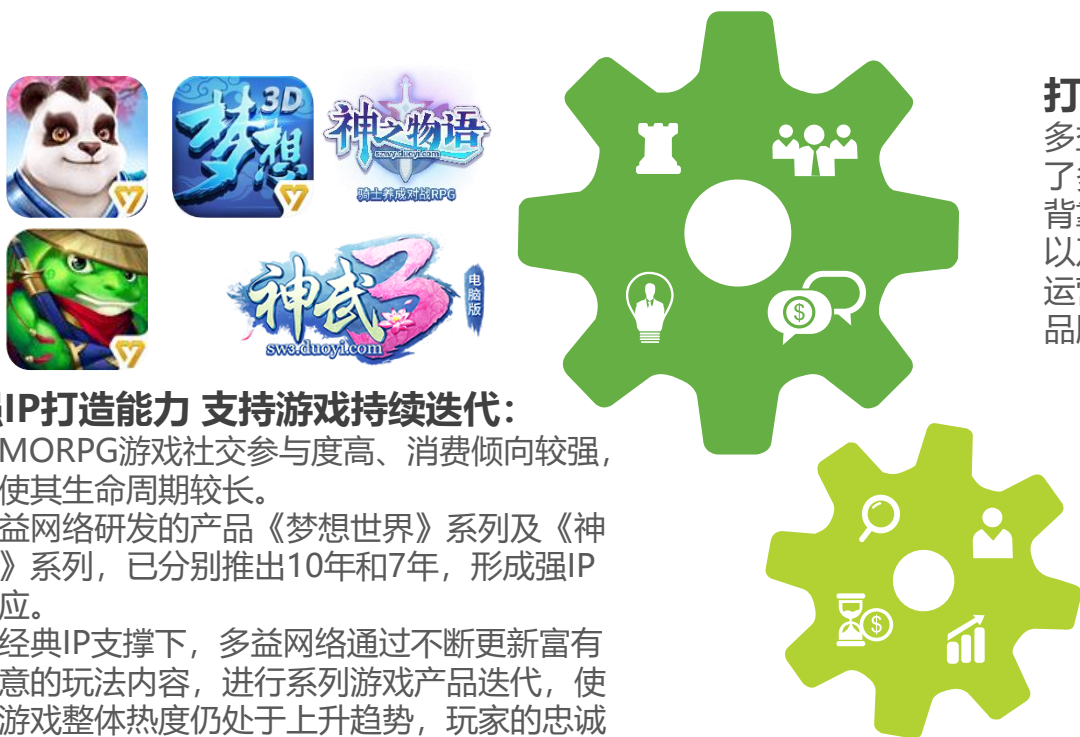 3D
梦想
神之物语
szwy.duoyi.com
骑士养成对战RPG
神武3
电脑版
sw3.duoyi.com
IP打造能力 支持游戏持续迭代：
MORPG游戏社交参与度高、消费倾向较强，
使其生命周期较长。
益网络研发的产品《梦想世界》系列及《神
》系列，已分别推出10年和7年，形成强IP
应。
经典IP支撑下，多益网络通过不断更新富有
意的玩法内容，进行系列游戏产品迭代，使
游戏整体热度仍处于上升趋势，玩家的忠诚
打
多
了
背
以
运
品
$
$